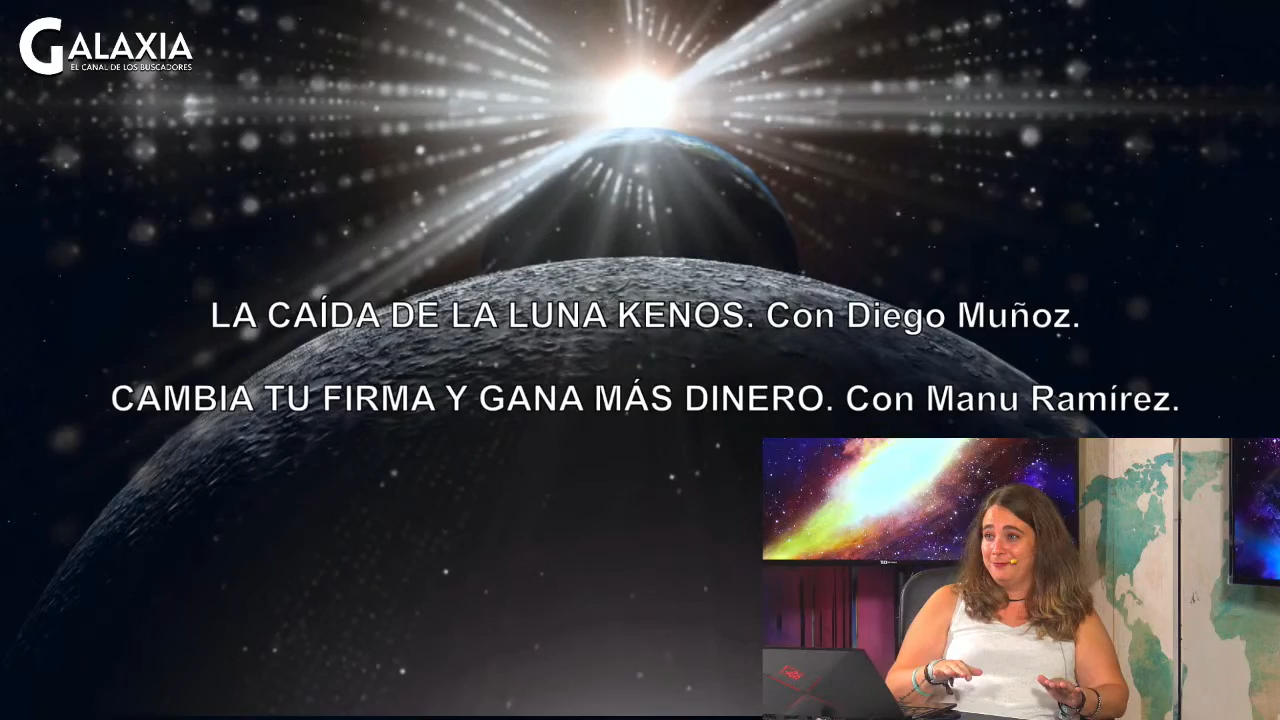 GALAXIA
EL CANAL DE LOS BUSCADORES
LA CAÍDA DE LA LUNA KENOS. Con Diego Muñoz.
CAMBIA TU FIRMA Y GANA MÁS DINERO. Con Manu Ramírez.